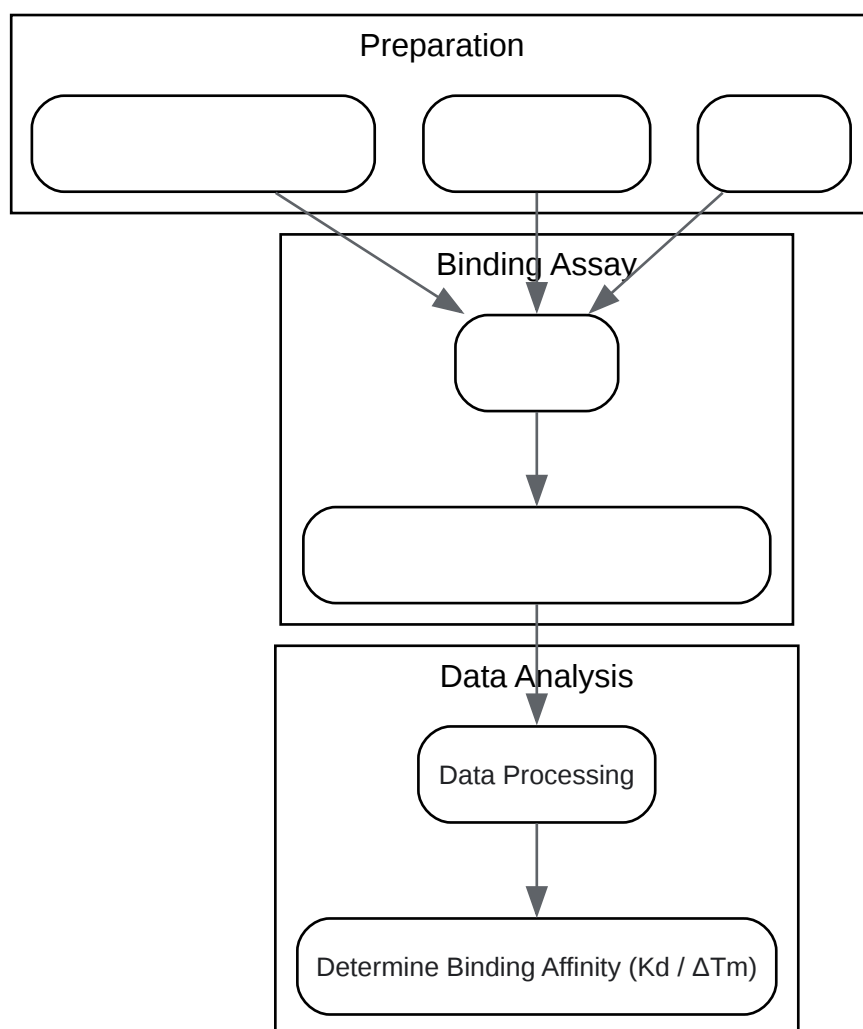 Preparation
Binding Assay
Data Analysis
Data Processing
Determine Binding Affinity (Kd / ΔTm)